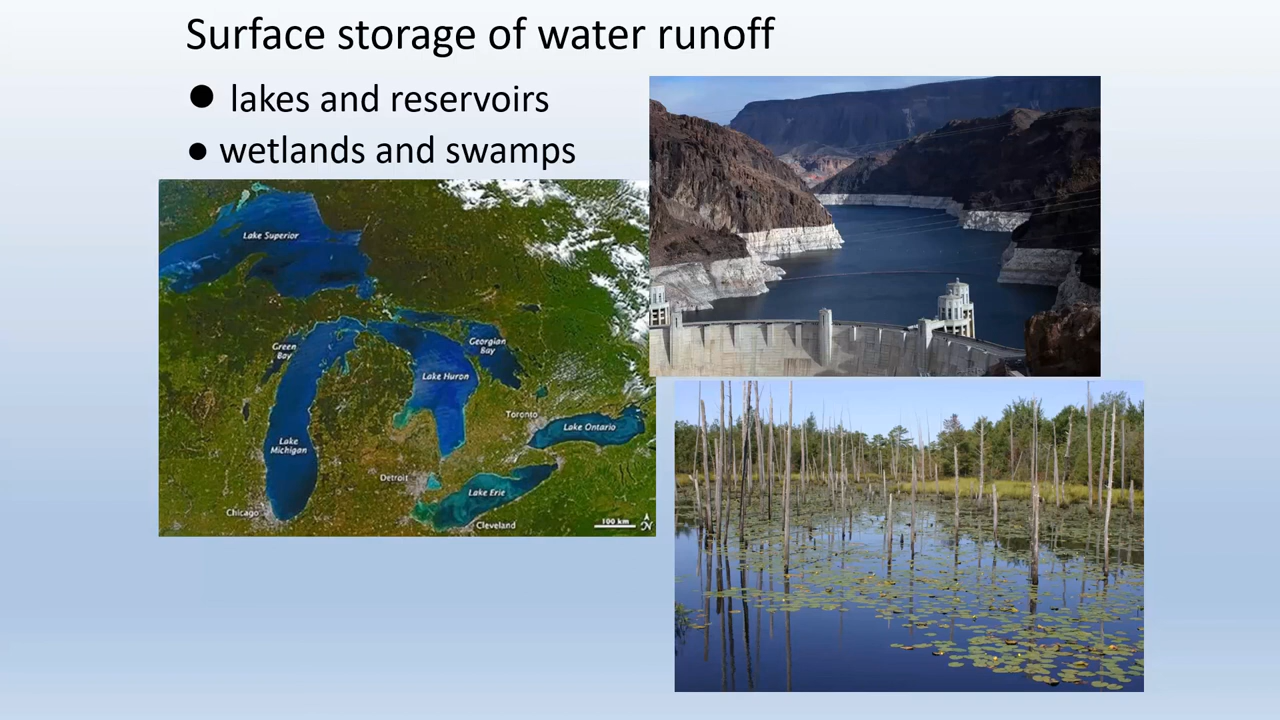 Surface storage of water runoff
● lakes and reservoirs
● wetlands and swamps
Lake Superior
Green
Bay
Georgian
Bay
Lake Huron
Toronto
Lake Ontario
Lake
Michigan
Detroit
Lake Erie
Chicago
Cleveland
100 km
N